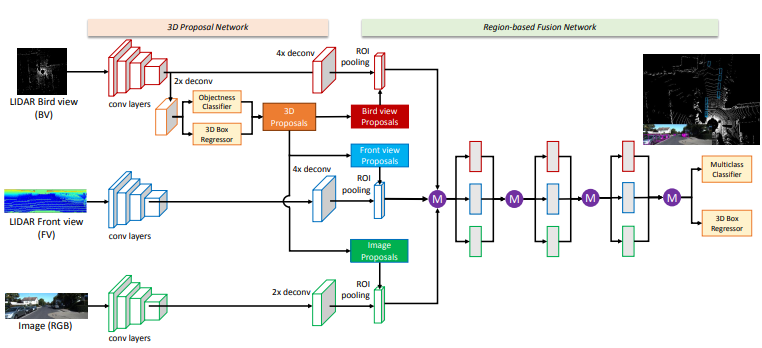 3D Proposal Network
Region-based Fusion Network
LIDAR Bird view
(BV)
conv layers
2x deconv
4x deconv
ROI
pooling
Objectness
Classifier
3D Box
Regressor
3D
Proposals
Bird view
Proposals
Front view
Proposals
LIDAR Front view
(FV)
conv layers
4x deconv
ROI
pooling
Image
Proposals
Image (RGB)
conv layers
2x deconv
ROI
pooling
M
M
M
M
Multiclass
Classifier
3D Box
Regressor